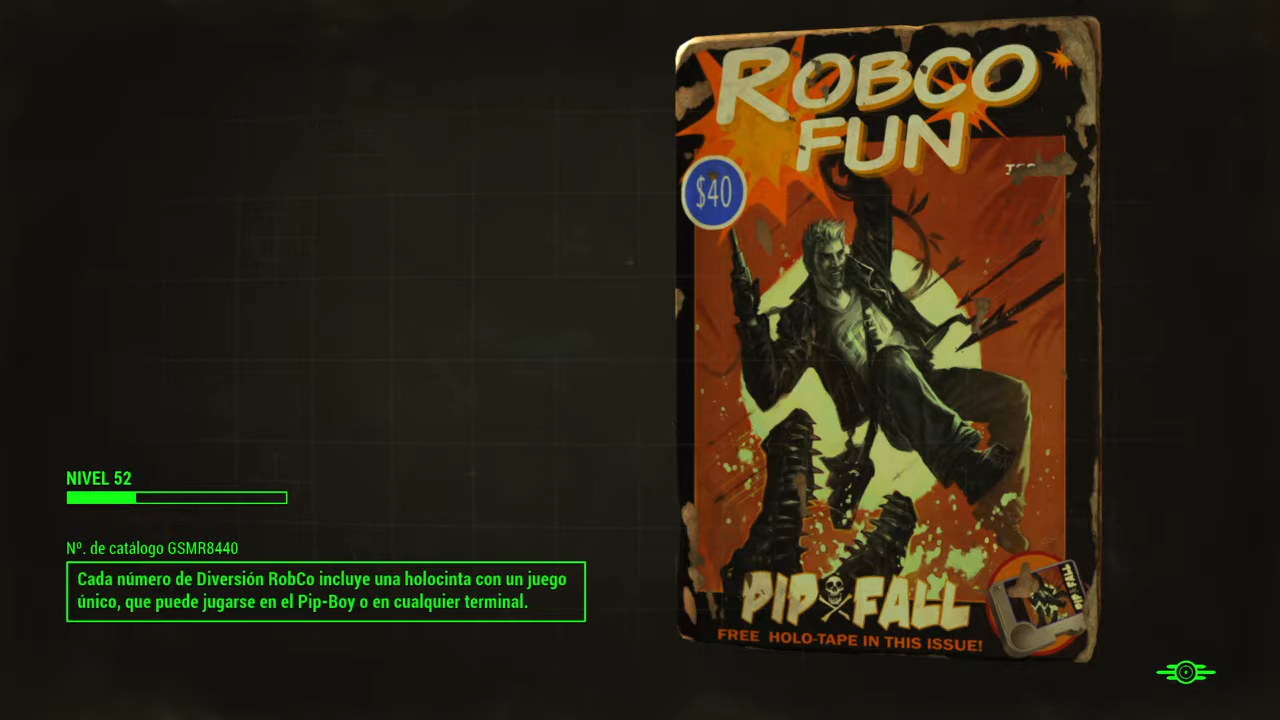 ROBCO
FUN
$40
NIVEL 52
Nº. de catálogo GSMR8440
Cada número de Diversión RobCo incluye una holocinta con un juego
único, que puede jugarse en el Pip-Boy o en cualquier terminal.
PIP FALL
FREE HOLO-TAPE IN THIS ISSUE!
PIP FALL